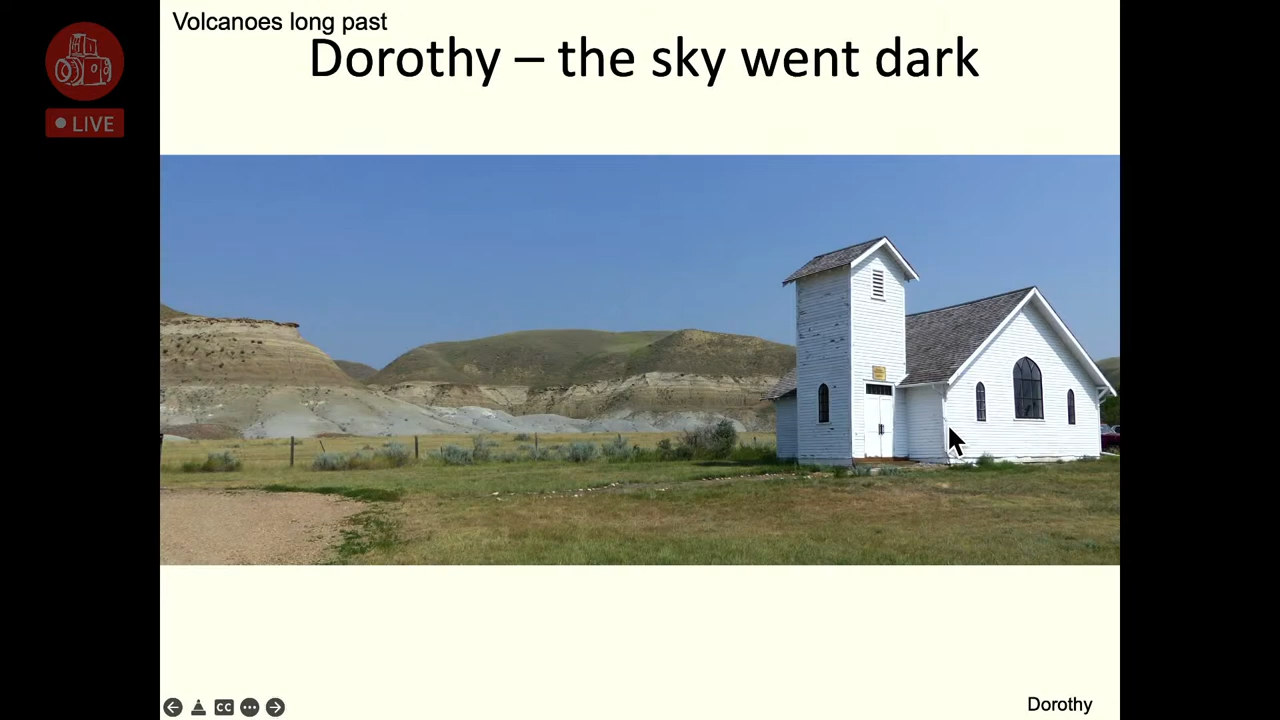 Volcanoes long past
Dorothy – the sky went dark
LIVE
CC
Dorothy